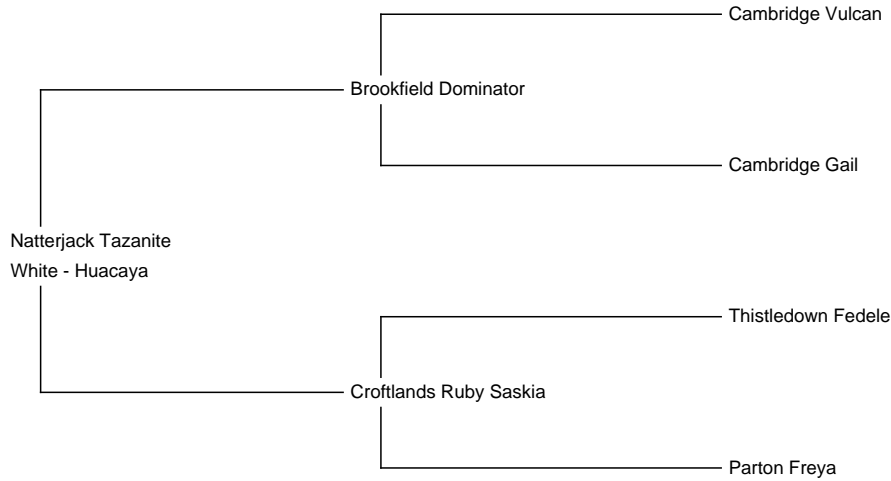 Cambridge Vulcan
Brookfield Dominator
Cambridge Gail
Natterjack Tazanite
White - Huacaya
Thistledown Fedele
Croftlands Ruby Saskia
Parton Freya